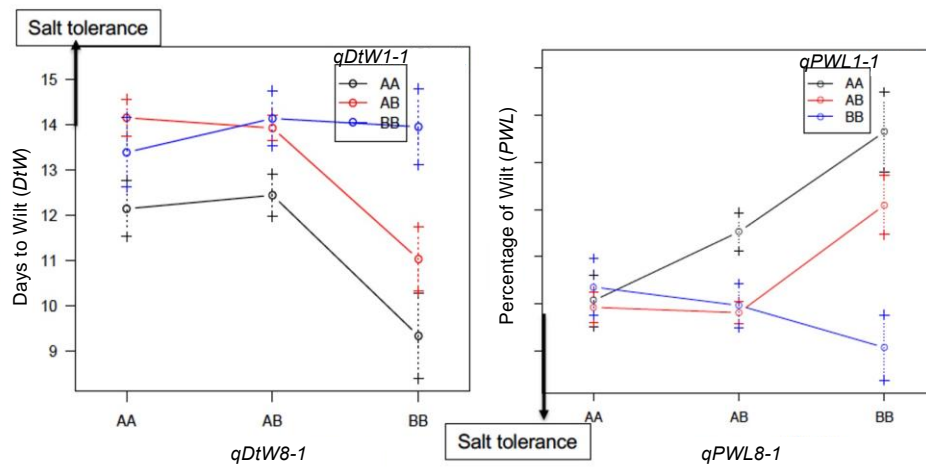 Salt tolerance
qDtW1-1
AA
AB
BB
15
14
13
12
11
10
9
Days to Wilt (DtW)
AA
AB
BB
qDtW8-1
qPWL1-1
AA
AB
BB
Percentage of Wilt (PWL)
AA
AB
BB
Salt tolerance
qPWL8-1